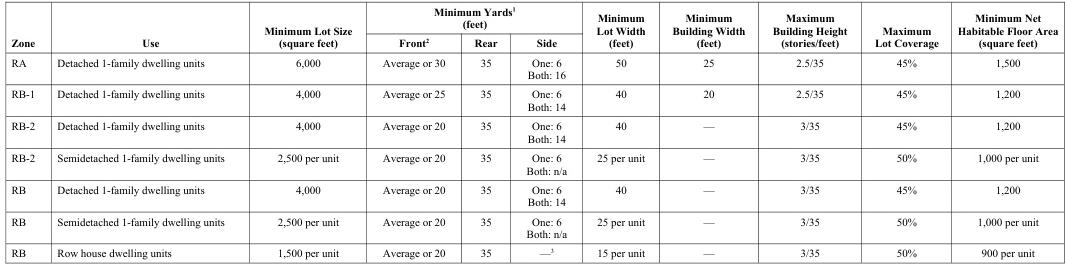 Zone Use Minimum Lot Size (square feet) Minimum Yards¹ (feet) Front² Rear Side Minimum Lot Width (feet) Minimum Building Width (feet) Maximum Building Height (stories/feet) Maximum Lot Coverage Minimum Net Habitable Floor Area (square feet)
RA Detached 1-family dwelling units 6,000 Average or 30 35 One: 6 Both: 16 50 25 2.5/35 45% 1,500
RB-1 Detached 1-family dwelling units 4,000 Average or 25 35 One: 6 Both: 14 40 20 2.5/35 45% 1,200
RB-2 Detached 1-family dwelling units 4,000 Average or 20 35 One: 6 Both: 14 40 — 3/35 45% 1,200
RB-2 Semidetached 1-family dwelling units 2,500 per unit Average or 20 35 One: 6 Both: n/a 25 per unit — 3/35 50% 1,000 per unit
RB Detached 1-family dwelling units 4,000 Average or 20 35 One: 6 Both: 14 40 — 3/35 45% 1,200
RB Semidetached 1-family dwelling units 2,500 per unit Average or 20 35 One: 6 Both: n/a 25 per unit — 3/35 50% 1,000 per unit
RB Row house dwelling units 1,500 per unit Average or 20 35 —³ 15 per unit 3/35 50% 900 per unit